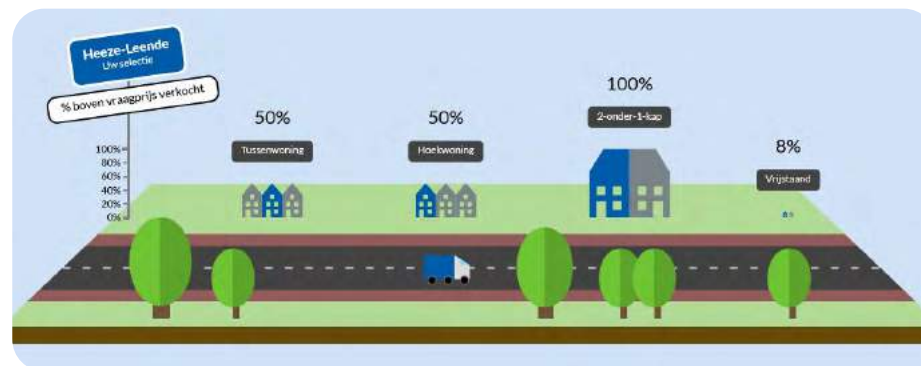 Heeze-Leende
Uw selectie
% boven vraagprijs verkocht
100%
80%
60%
40%
20%
0%
50%
Tussenwoning
50%
Hoekwoning
100%
2-onder-1-kap
8%
Vrijstaand